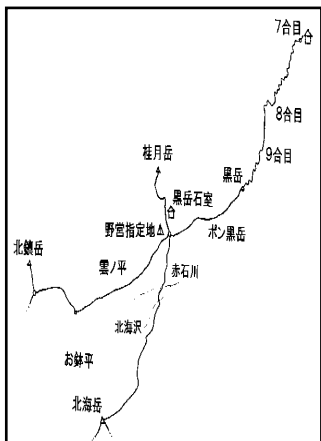 7合目
8合目
9合目
桂月岳
黒岳
黒岳石室
野営指定地
ポン黒岳
北鎮岳
雲ノ平
赤石川
北海沢
お鉢平
北海岳